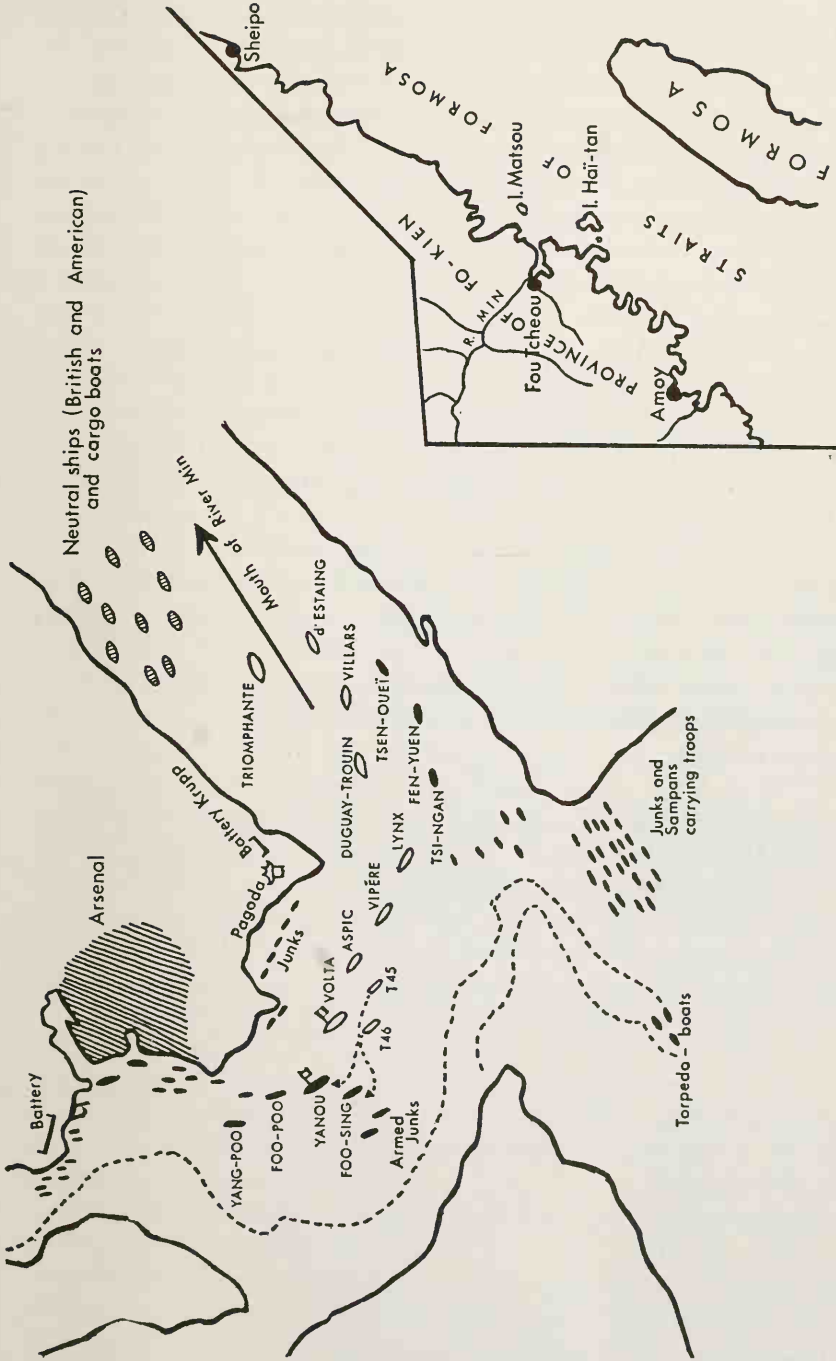 Neutral ships (British and American)
and cargo boats
Mouth of River Min
TRIOMPHANTE
d'ESTAING
VILLARS
TSEN-OUEÏ
DUGUAY-TROUIN
FEN-YUEN
LYNX
TSI-NGAN
VIPÈRE
ASPIC
VOLTA
T45
T46
Battery Krupp
Pagoda
Junks
Arsenal
Battery
YANG-POO
FOO-POO
YANOU
FOO-SING
Armed
Junks
Junks and
Sampans
carrying troops
Torpedo-boats
Sheipo
FORMOSA
OF
STRAITS
I. Matsou
I. Haï-tan
FORMOSA
PROVINCE OF FO-KIEN
R. MIN
Fou Tcheou
Amoy